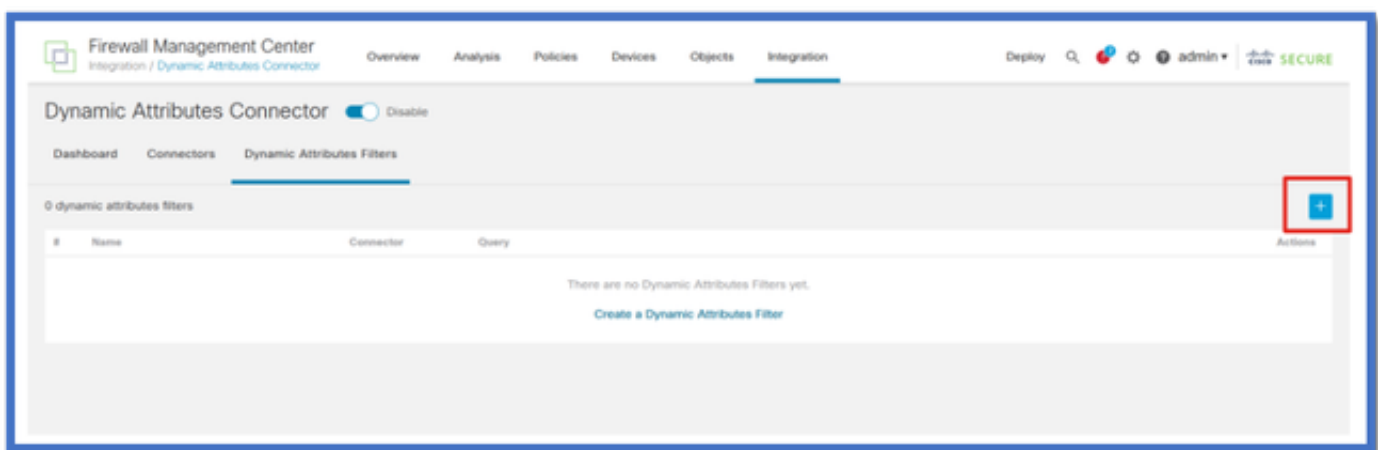 Firewall Management Center
Integration / Dynamic Attributes Connector
Overview Analysis Policies Devices Objects Integration Deploy admin SECURE
Dynamic Attributes Connector Disable
Dashboard Connectors Dynamic Attributes Filters
0 dynamic attributes filters
+
# Name Connector Query Actions
There are no Dynamic Attributes Filters yet.
Create a Dynamic Attributes Filter